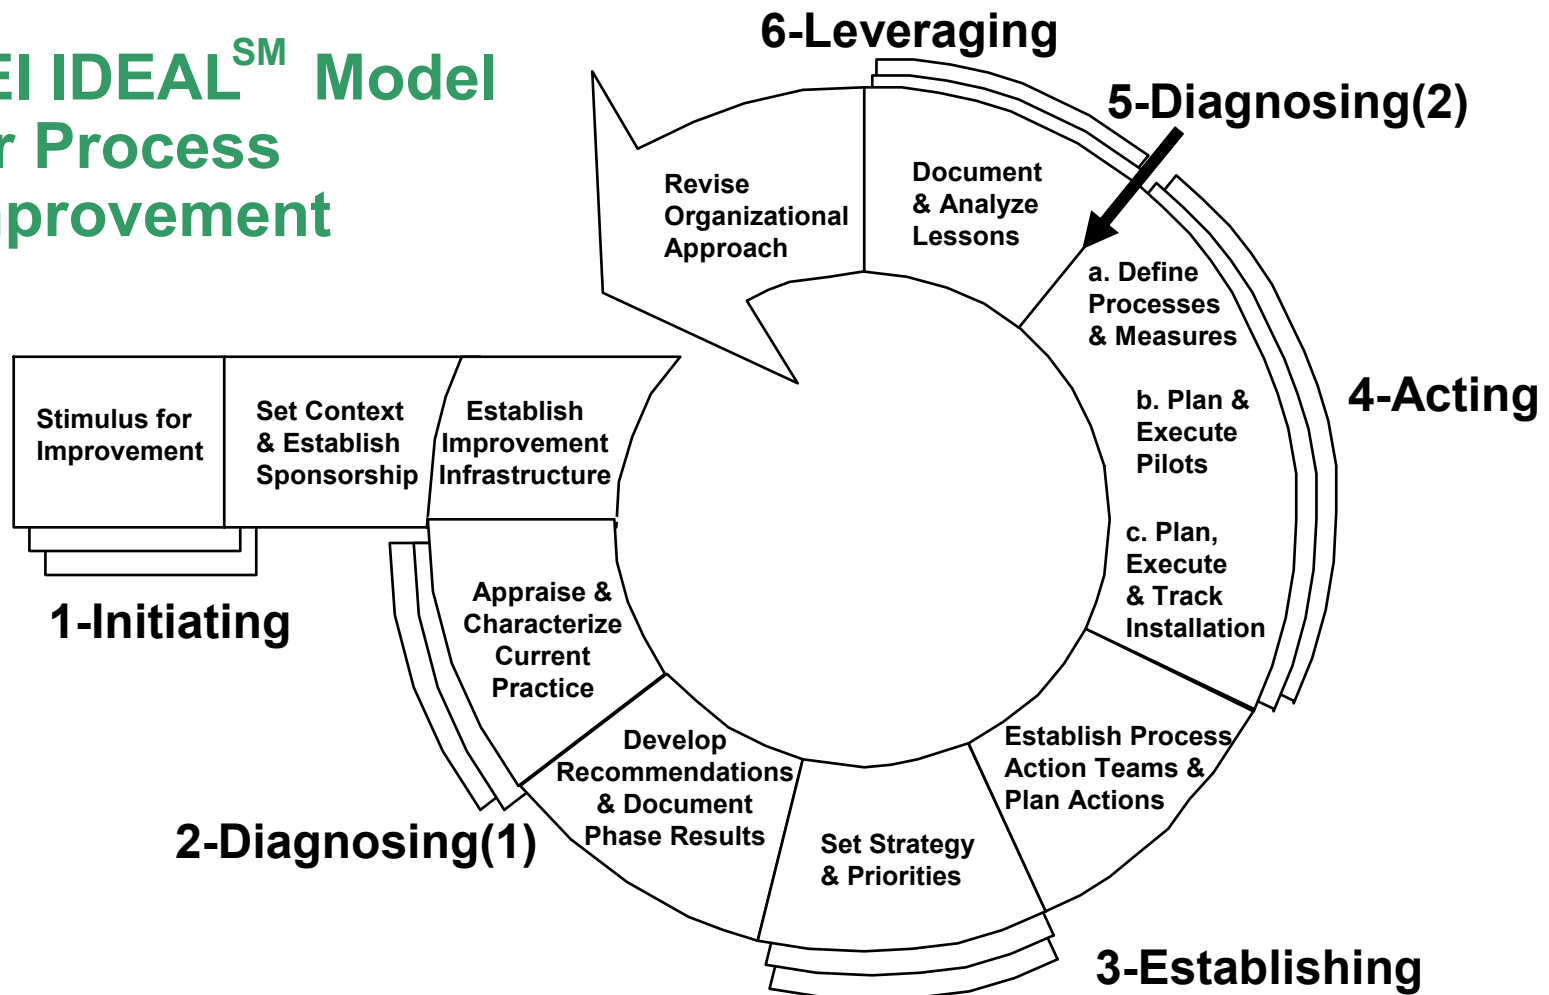 EI IDEAL SM Model
r Process
nprovement
6-Leveraging
5-Diagnosing(2)
Revise
Organizational
Approach
Document
& Analyze
Lessons
a. Define
Processes
& Measures
b. Plan &
Execute
Pilots
c. Plan,
Execute
& Track
Installation
4-Acting
Stimulus for
Improvement
Set Context
& Establish
Sponsorship
Establish
Improvement
Infrastructure
1-Initiating
Appraise &
Characterize
Current
Practice
2-Diagnosing(1)
Develop
Recommendations
& Document
Phase Results
Set Strategy
& Priorities
Establish Process
Action Teams &
Plan Actions
3-Establishing